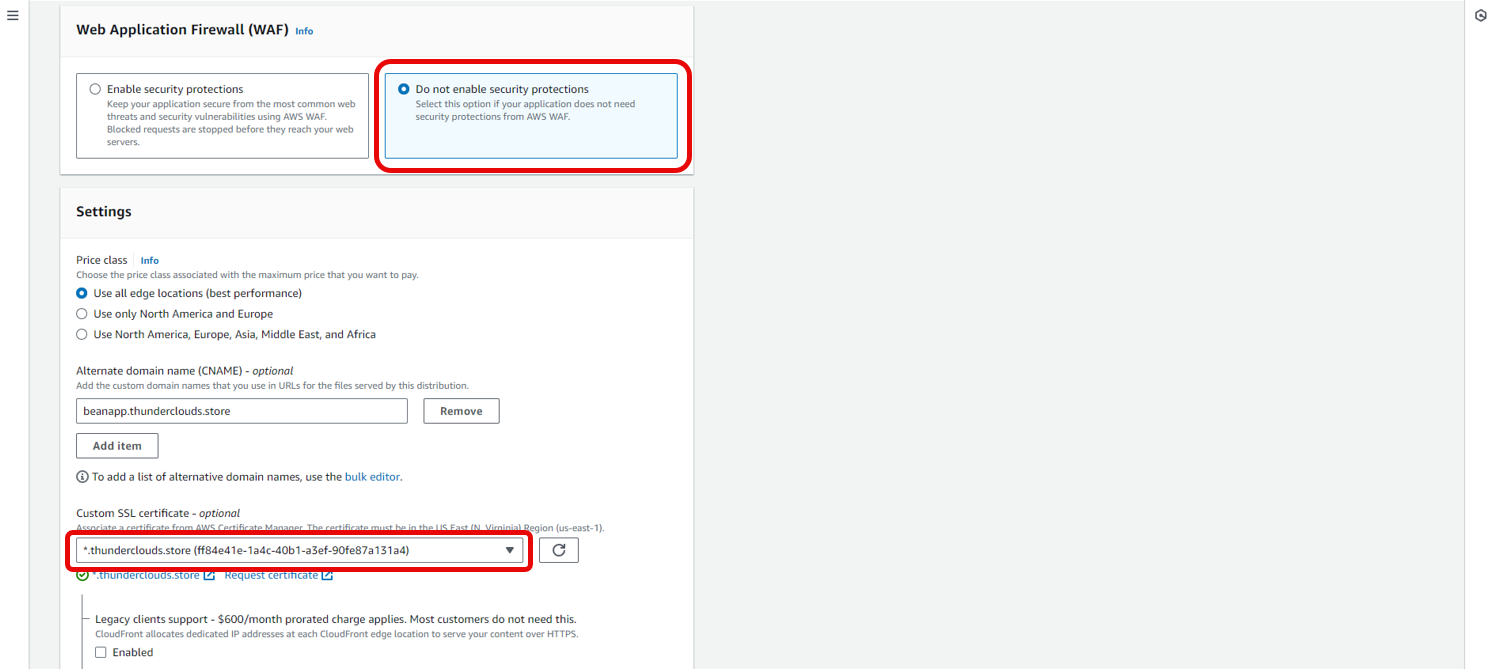 Web Application Firewall (WAF) Info
Enable security protections
Keep your application secure from the most common web
threats and security vulnerabilities using AWS WAF.
Blocked requests are stopped before they reach your web
servers.
Do not enable security protections
Select this option if your application does not need
security protections from AWS WAF.
Settings
Price class Info
Choose the price class associated with the maximum price that you want to pay.
Use all edge locations (best performance)
Use only North America and Europe
Use North America, Europe, Asia, Middle East, and Africa
Alternate domain name (CNAME) - optional
Add the custom domain names that you use in URLs for the files served by this distribution.
beanapp.thunderclouds.store Remove
Add item
To add a list of alternative domain names, use the bulk editor.
Custom SSL certificate - optional
Associate a certificate from AWS Certificate Manager. The certificate must be in the US East (N. Virginia) Region (us-east-1).
*.thunderclouds.store (ff84e41e-1a4c-40b1-a3ef-90fe87a131a4)
*.thunderclouds.store Request certificate
Legacy clients support - $600/month prorated charge applies. Most customers do not need this.
CloudFront allocates dedicated IP addresses at each CloudFront edge location to serve your content over HTTPS.
Enabled